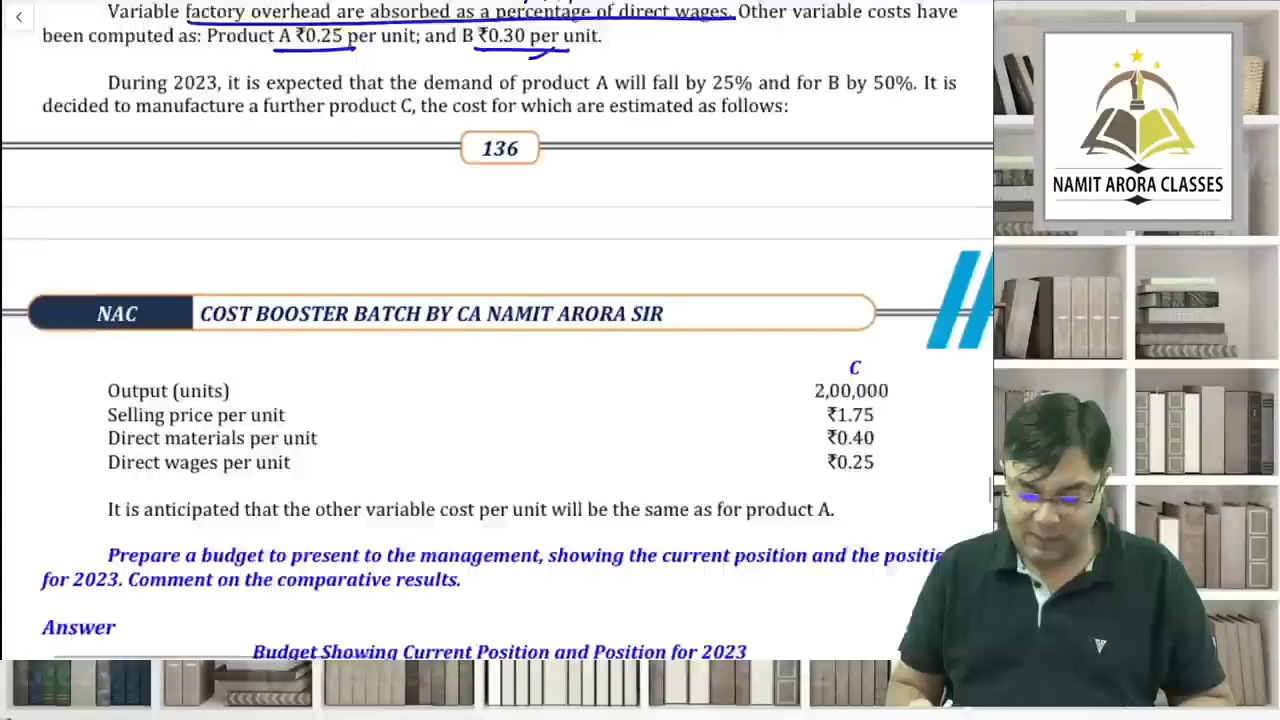 Variable factory overhead are absorbed as a percentage of direct wages. Other variable costs have
been computed as: Product A ₹0.25 per unit; and B ₹0.30 per unit.
During 2023, it is expected that the demand of product A will fall by 25% and for B by 50%. It is
decided to manufacture a further product C, the cost for which are estimated as follows:
136
NAMIT ARORA CLASSES
NAC COST BOOSTER BATCH BY CA NAMIT ARORA SIR
C
Output (units) 2,00,000
Selling price per unit ₹1.75
Direct materials per unit ₹0.40
Direct wages per unit ₹0.25
It is anticipated that the other variable cost per unit will be the same as for product A.
Prepare a budget to present to the management, showing the current position and the positio
for 2023. Comment on the comparative results.
Answer
Budget Showing Current Position and Position for 2023